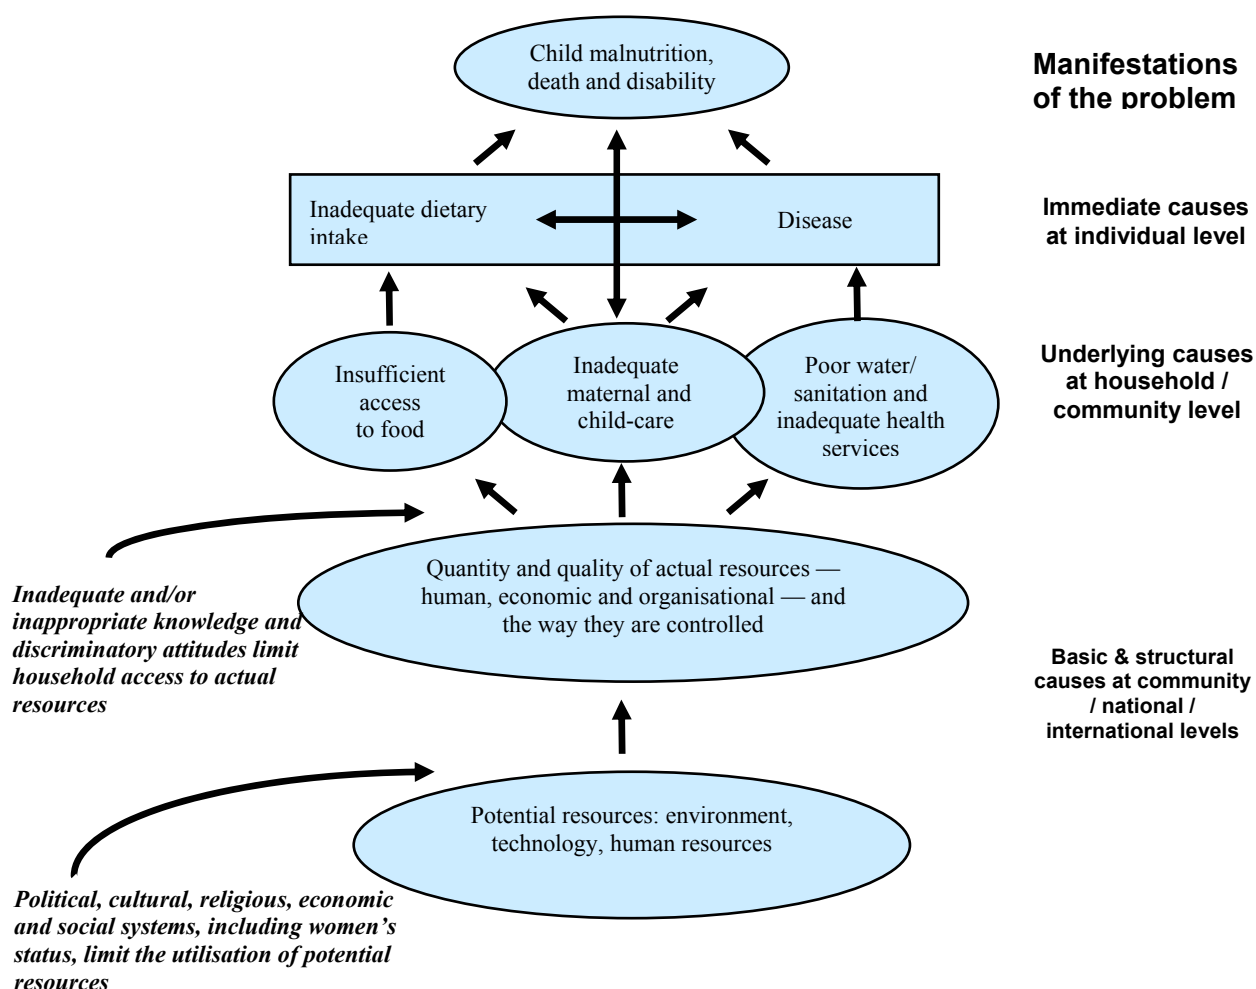 Child malnutrition,
death and disability
Manifestations
of the problem
Inadequate dietary
intake
Disease
Immediate causes
at individual level
Insufficient
access
to food
Inadequate
maternal and
child-care
Poor water/
sanitation and
inadequate health
services
Underlying causes
at household /
community level
Quantity and quality of actual resources —
human, economic and organisational — and
the way they are controlled
Inadequate and/or
inappropriate knowledge and
discriminatory attitudes limit
household access to actual
resources
Basic & structural
causes at community
/ national /
international levels
Potential resources: environment,
technology, human resources
Political, cultural, religious, economic
and social systems, including women’s
status, limit the utilisation of potential
resources